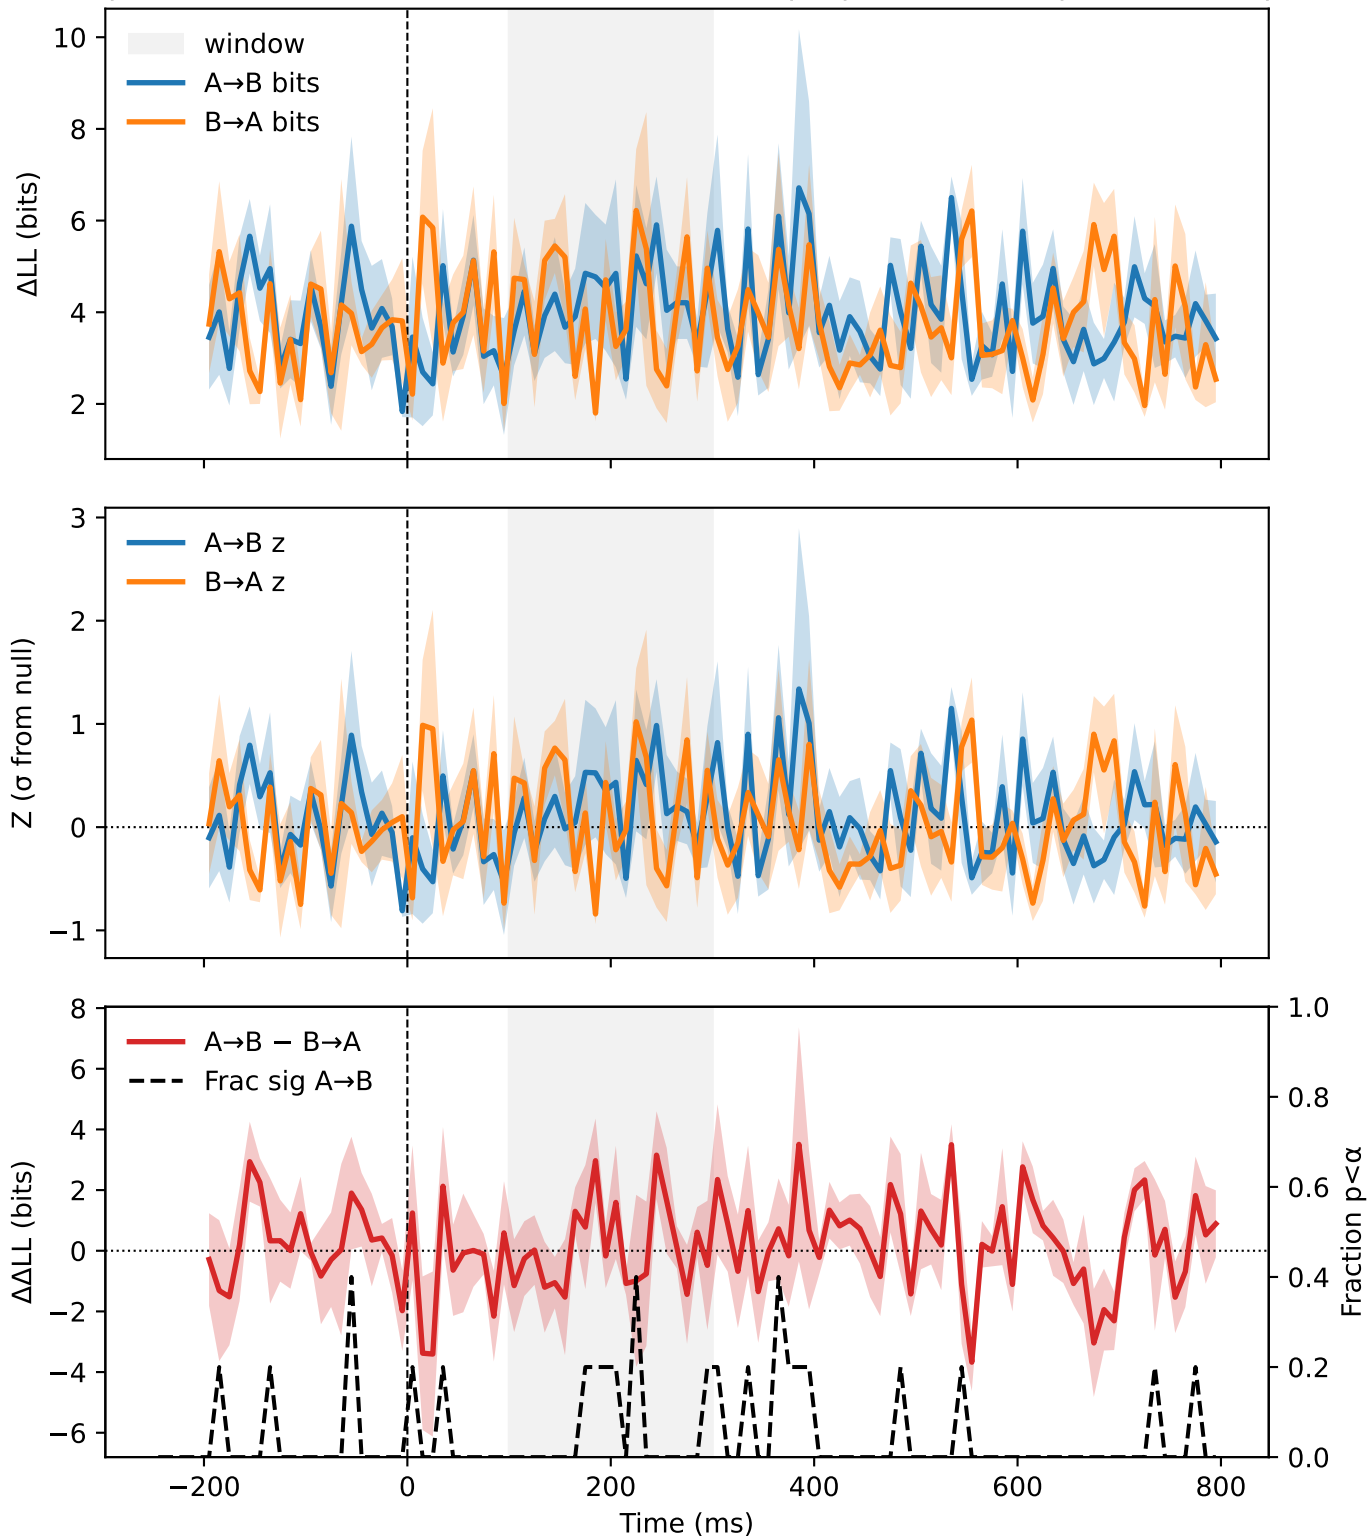 10
8
6
4
2
ΔLL (bits)
window
A→B bits
B→A bits
3
2
1
0
−1
Z (σ from null)
A→B z
B→A z
8
6
4
2
0
−2
−4
−6
ΔΔLL (bits)
A→B − B→A
Frac sig A→B
1.0
0.8
0.6
0.4
0.2
0.0
Fraction p<α
−200
0
200
400
600
800
Time (ms)